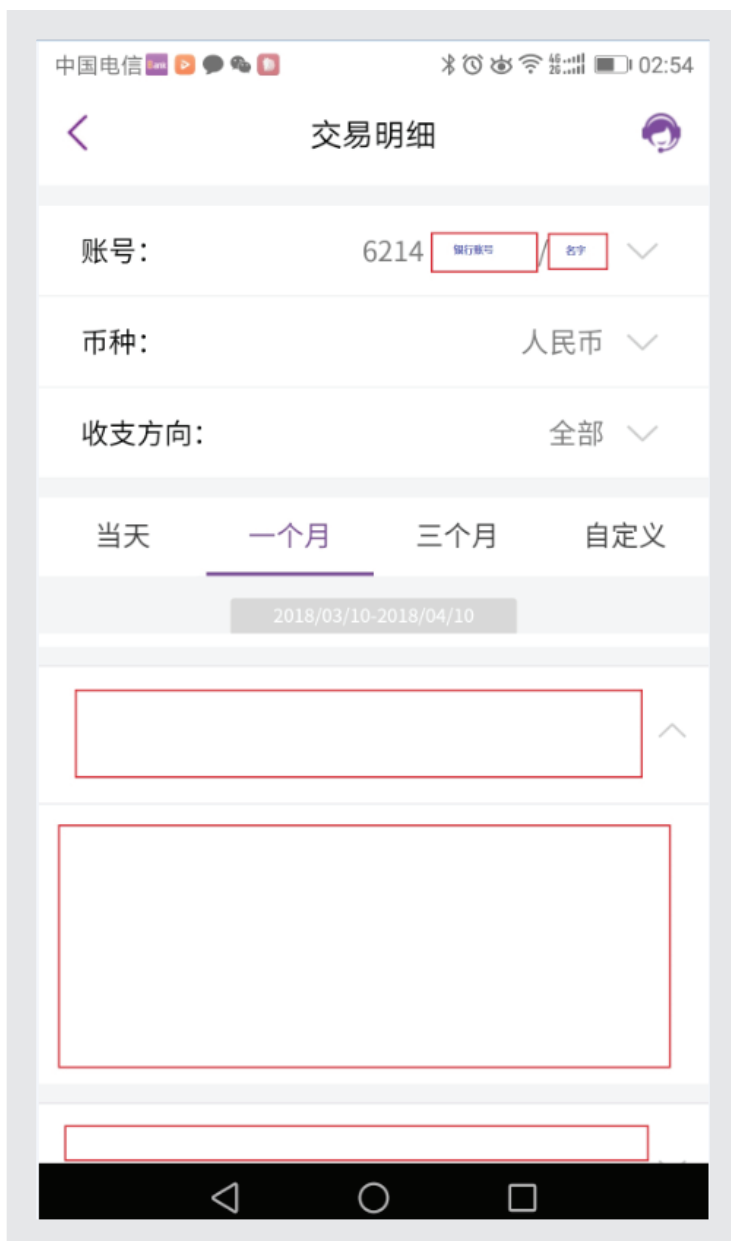 中国电信 02:54
交易明细
账号： 6214 银行账号 / 名字
币种： 人民币
收支方向： 全部
当天 一个月 三个月 自定义
2018/03/10-2018/04/10